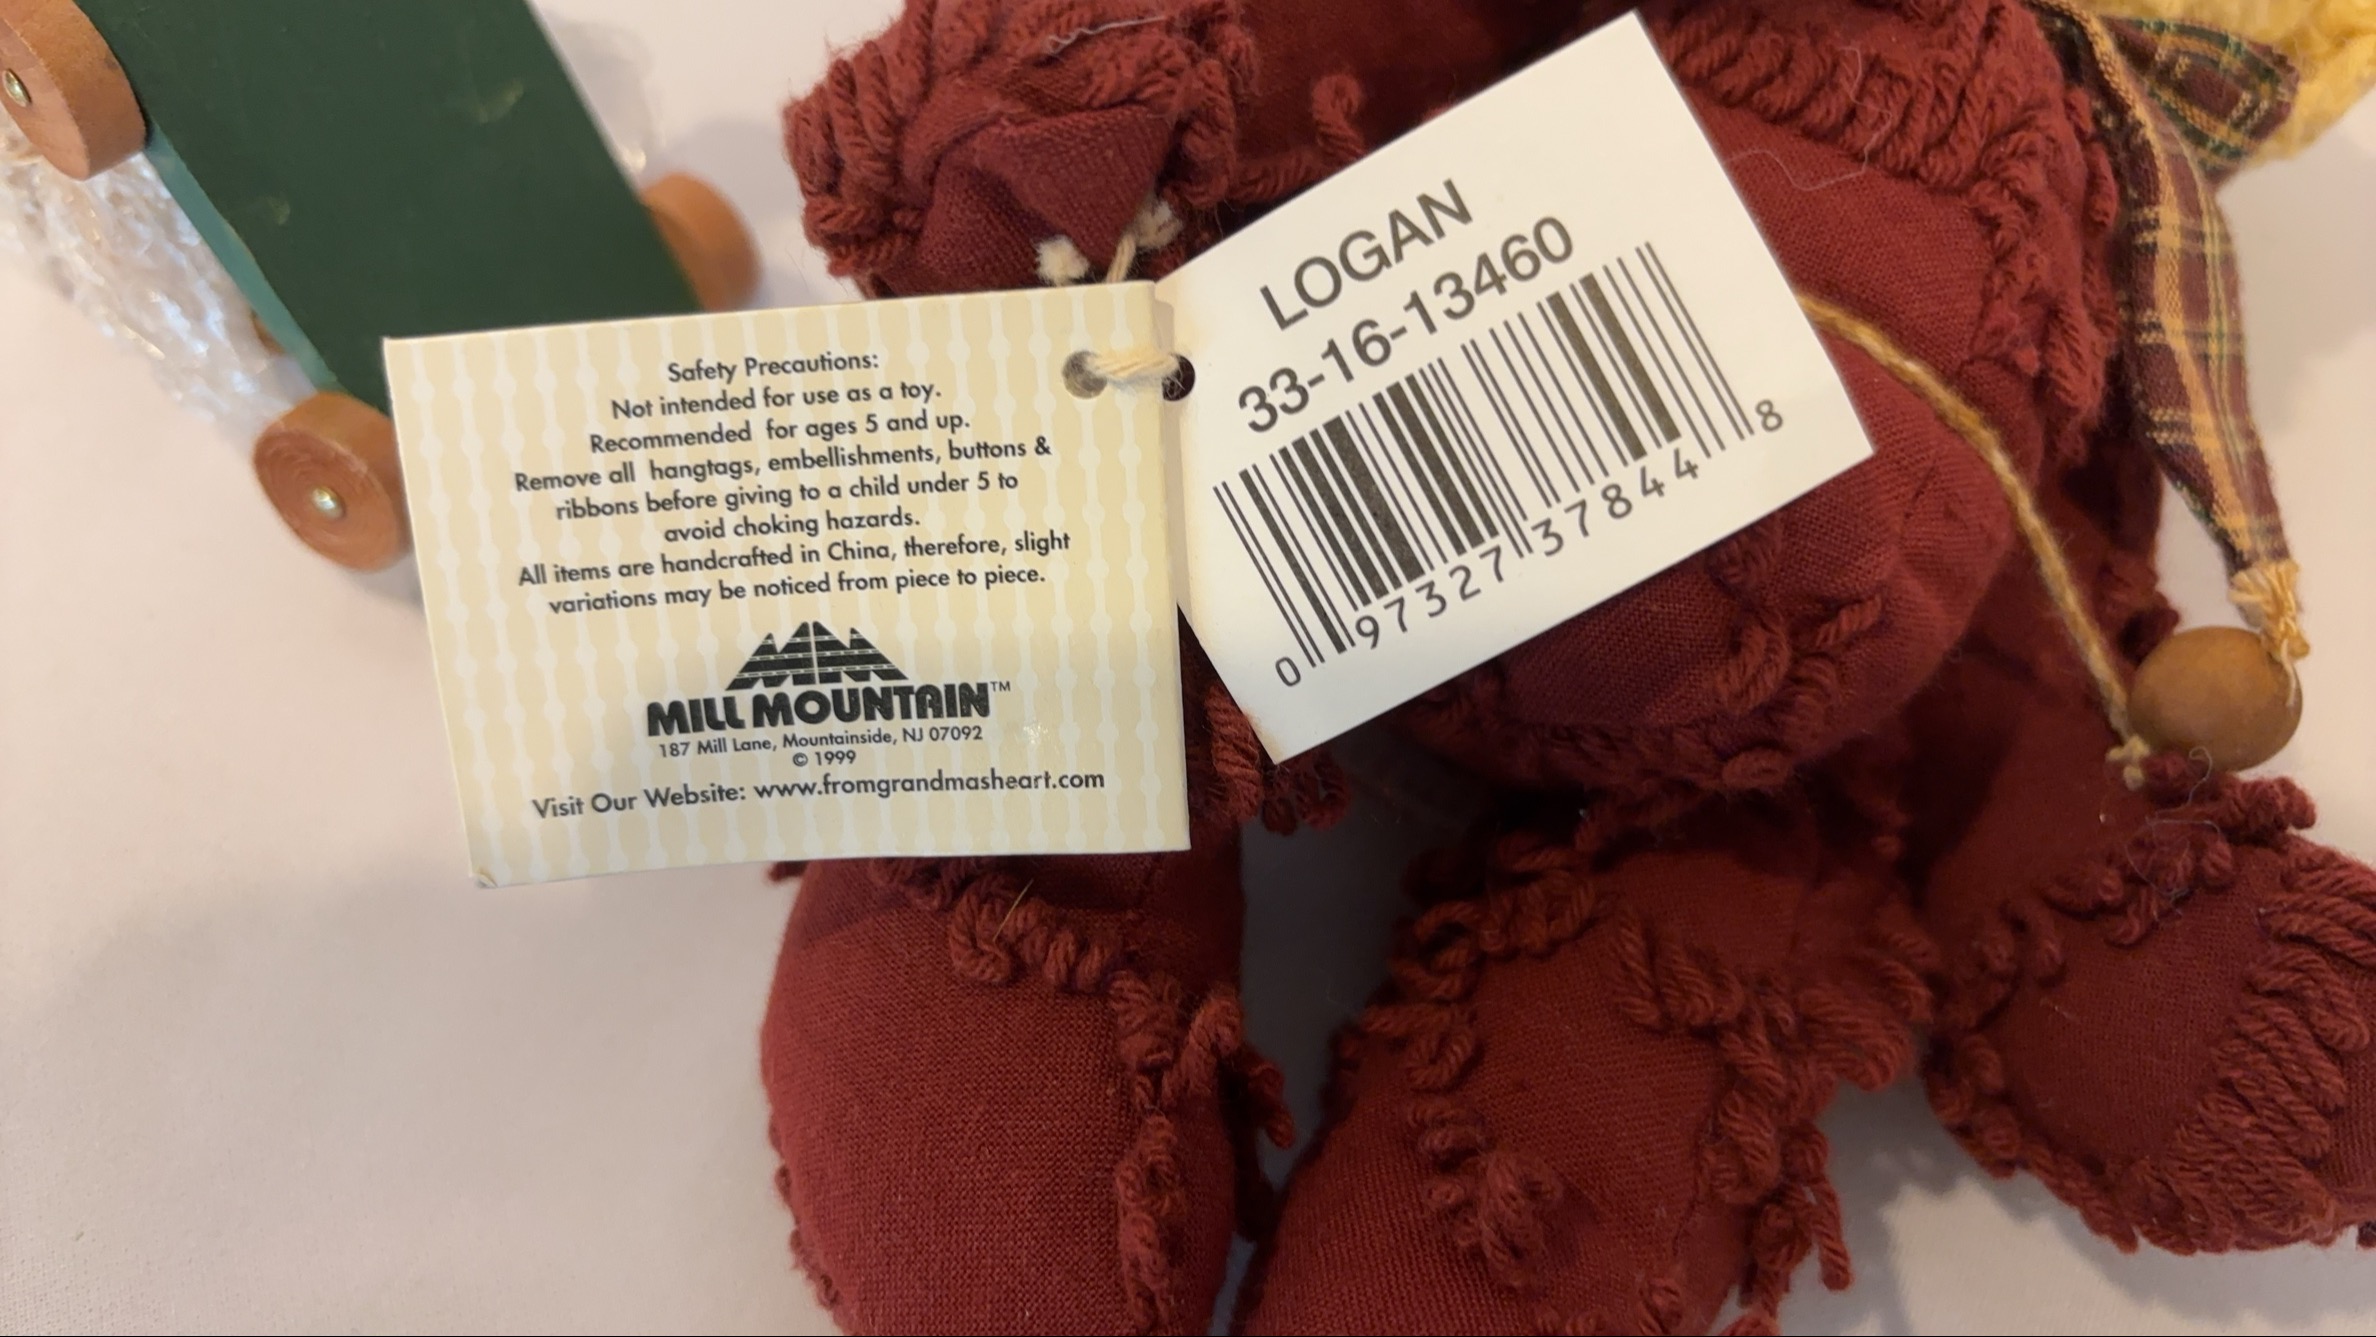 Safety Precautions:
Not intended for use as a toy.
Recommended for ages 5 and up.
Remove all hangtags, embellishments, buttons &
ribbons before giving to a child under 5 to
avoid choking hazards.
All items are handcrafted in China, therefore, slight
variations may be noticed from piece to piece.
MILL MOUNTAIN™
187 Mill Lane, Mountainside, NJ 07092
© 1999
Visit Our Website: www.fromgrandmasheart.com
LOGAN
33-16-13460
0 97327 37844 8